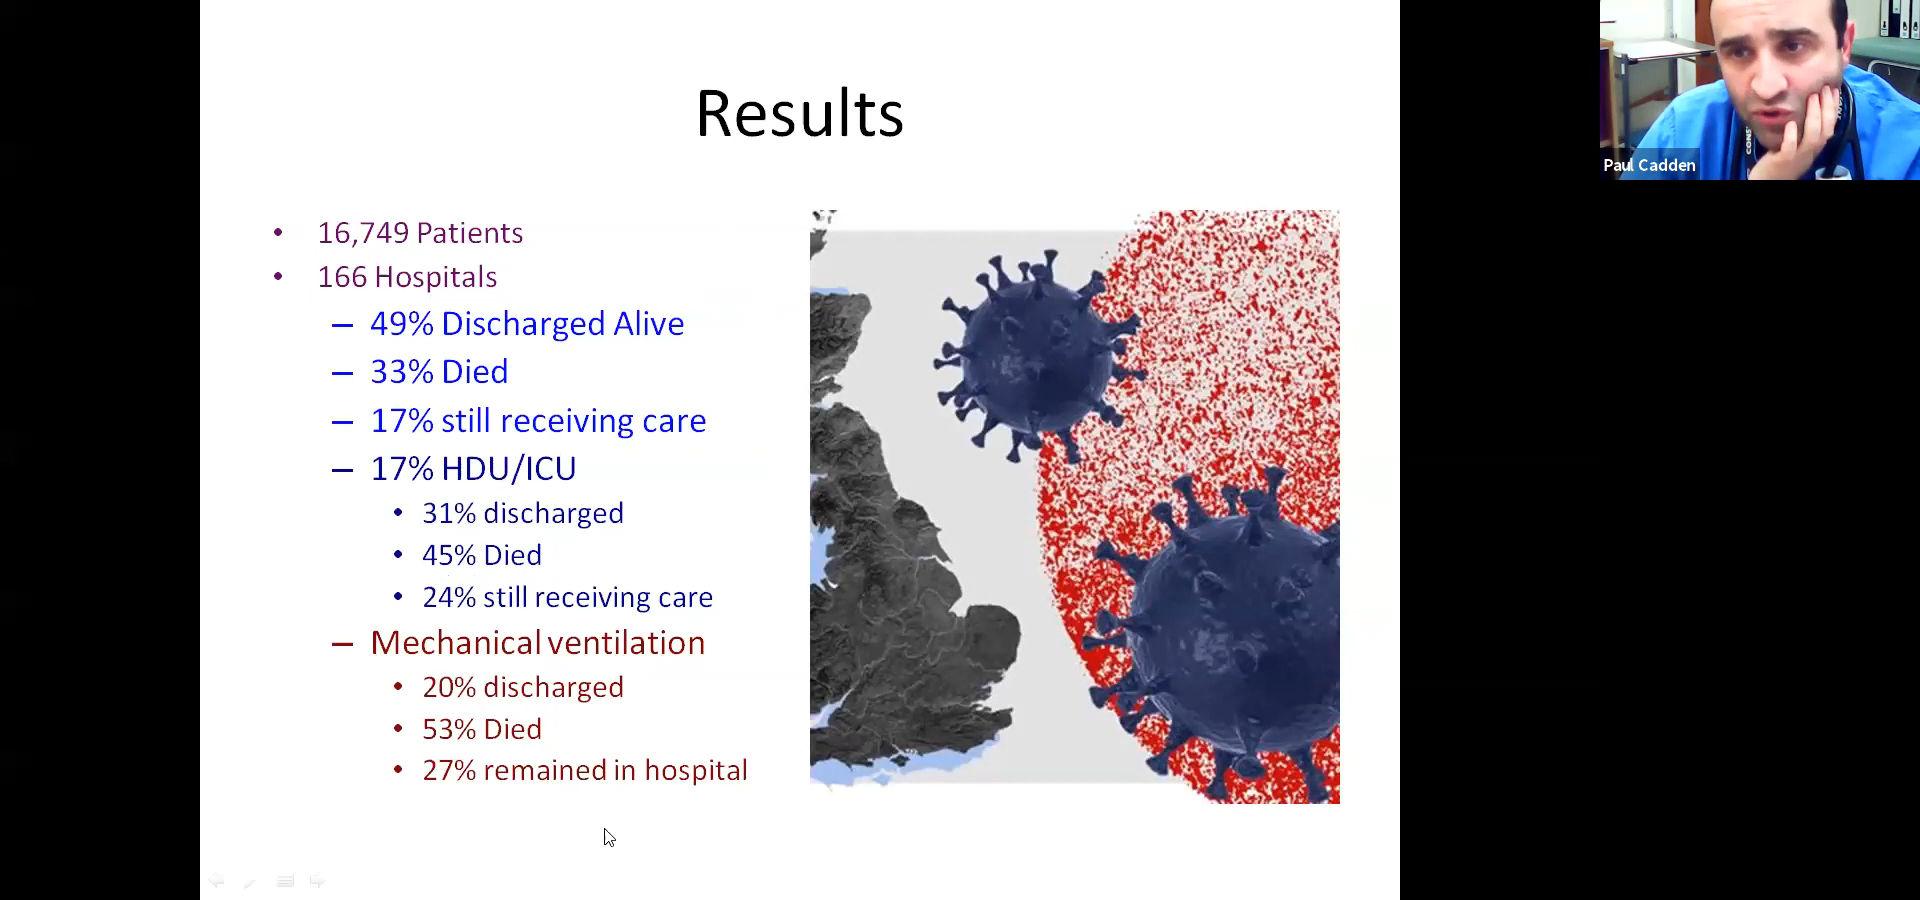 Results
16,749 Patients
166 Hospitals
– 49% Discharged Alive
– 33% Died
– 17% still receiving care
– 17% HDU/ICU
• 31% discharged
• 45% Died
• 24% still receiving care
– Mechanical ventilation
• 20% discharged
• 53% Died
• 27% remained in hospital
Paul Cadden